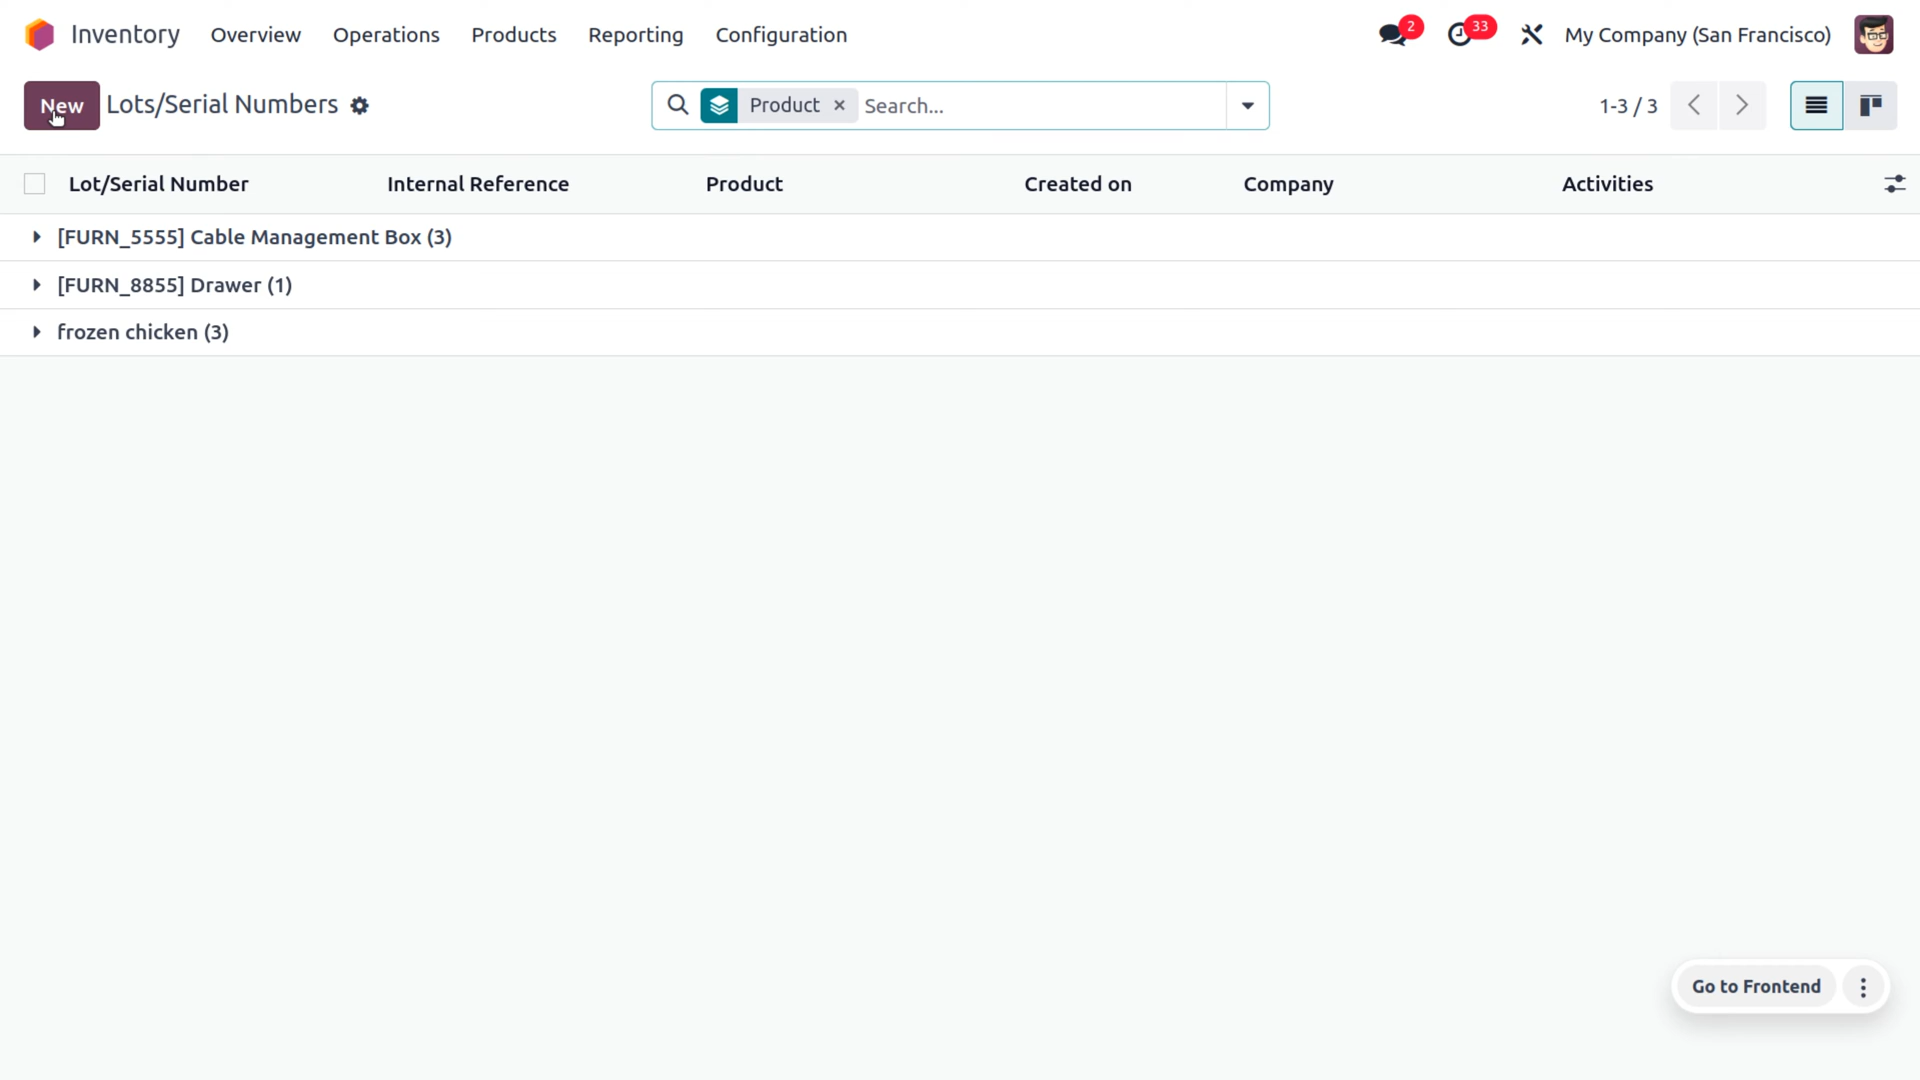 Inventory Overview Operations Products Reporting Configuration 2 33 My Company (San Francisco)
New Lots/Serial Numbers Product × Search... 1-3 / 3
Lot/Serial Number Internal Reference Product Created on Company Activities
[FURN_5555] Cable Management Box (3)
[FURN_8855] Drawer (1)
frozen chicken (3)
Go to Frontend